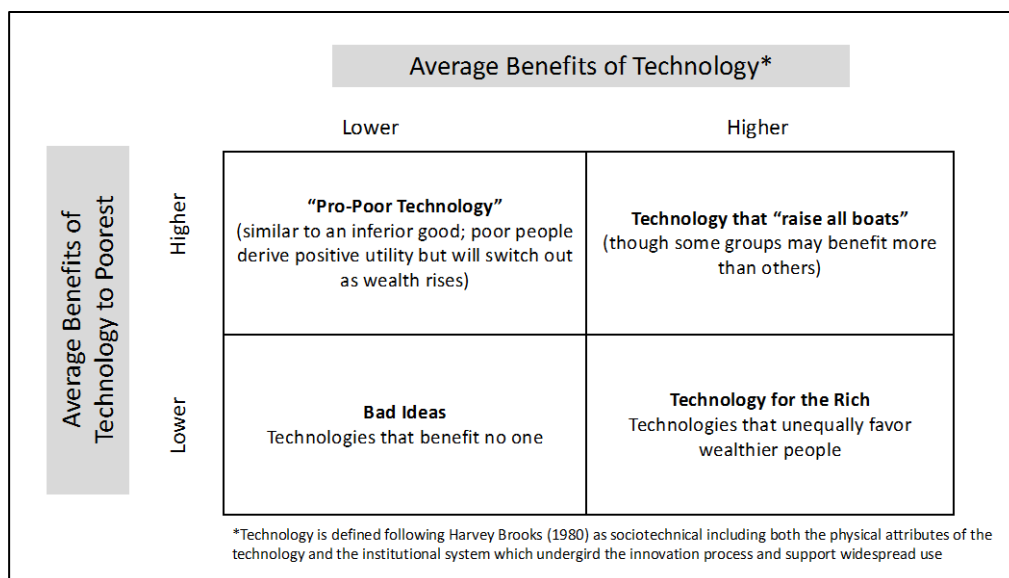 Average Benefits of Technology*
Lower
Higher
Average Benefits of
Technology to Poorest
Higher
"Pro-Poor Technology"
(similar to an inferior good; poor people
derive positive utility but will switch out
as wealth rises)
Technology that "raise all boats"
(though some groups may benefit more
than others)
Lower
Bad Ideas
Technologies that benefit no one
Technology for the Rich
Technologies that unequally favor
wealthier people
*Technology is defined following Harvey Brooks (1980) as sociotechnical including both the physical attributes of the
technology and the institutional system which undergird the innovation process and support widespread use